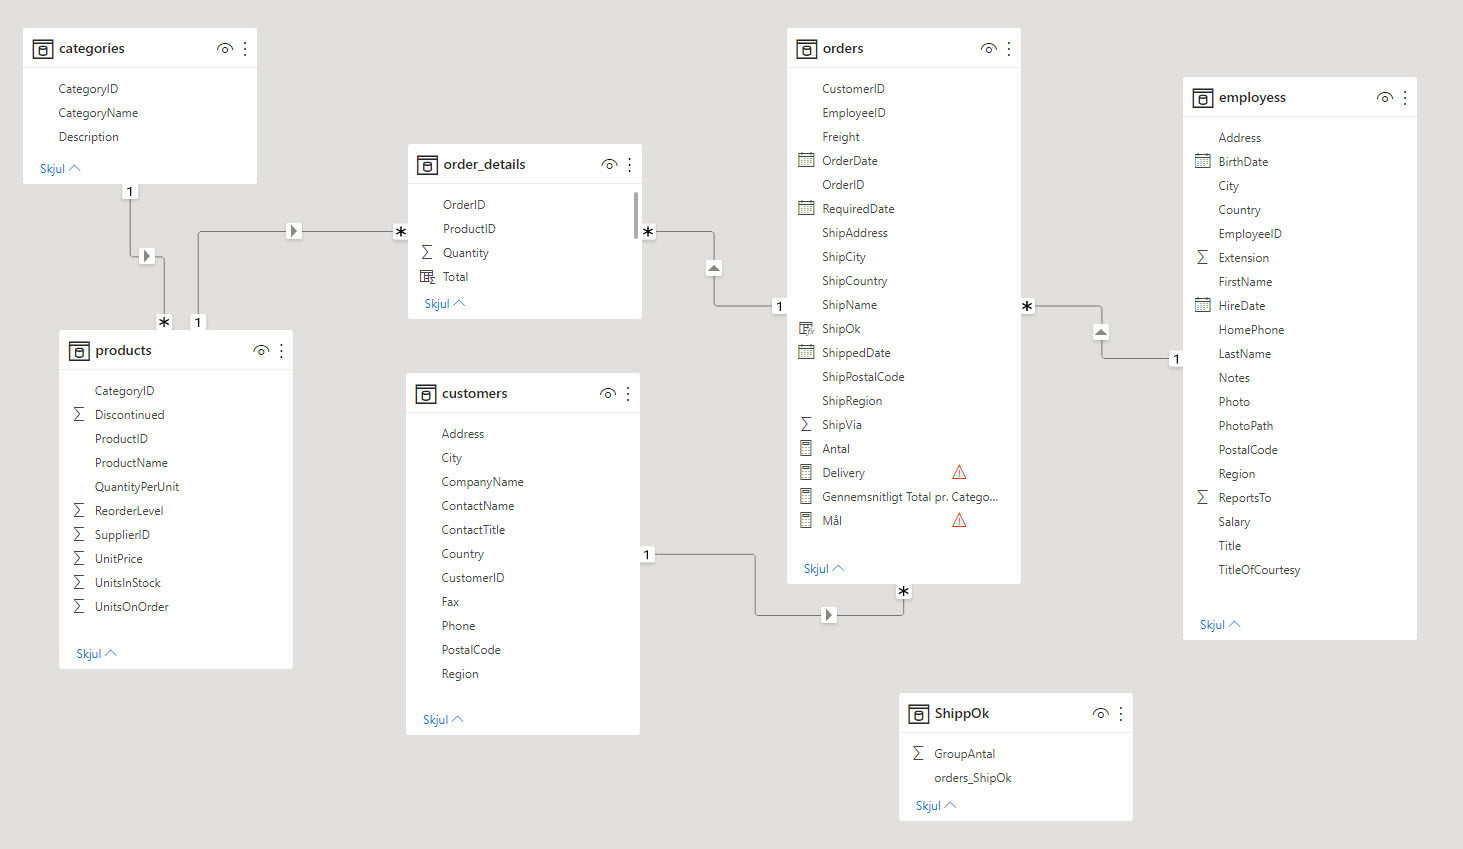 categories
CategoryID
CategoryName
Description
Skjul
1
*
products
CategoryID
Discontinued
ProductID
ProductName
QuantityPerUnit
ReorderLevel
SupplierID
UnitPrice
UnitsInStock
UnitsOnOrder
Skjul
1
*
order_details
OrderID
ProductID
Quantity
Total
Skjul
*
1
customers
Address
City
CompanyName
ContactName
ContactTitle
Country
CustomerID
Fax
Phone
PostalCode
Region
Skjul
1
*
orders
CustomerID
EmployeeID
Freight
OrderDate
OrderID
RequiredDate
ShipAddress
ShipCity
ShipCountry
ShipName
ShipOk
ShippedDate
ShipPostalCode
ShipRegion
ShipVia
Antal
Delivery
Gennemsnitligt Total pr. Catego...
Mål
Skjul
*
1
employess
Address
BirthDate
City
Country
EmployeeID
Extension
FirstName
HireDate
HomePhone
LastName
Notes
Photo
PhotoPath
PostalCode
Region
ReportsTo
Salary
Title
TitleOfCourtesy
Skjul
ShippOk
GroupAntal
orders_ShipOk
Skjul